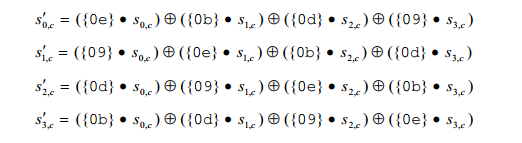 s′0,c = ({0e} • s0,c) ⊕ ({0b} • s1,c) ⊕ ({0d} • s2,c) ⊕ ({09} • s3,c)
s′1,c = ({09} • s0,c) ⊕ ({0e} • s1,c) ⊕ ({0b} • s2,c) ⊕ ({0d} • s3,c)
s′2,c = ({0d} • s0,c) ⊕ ({09} • s1,c) ⊕ ({0e} • s2,c) ⊕ ({0b} • s3,c)
s′3,c = ({0b} • s0,c) ⊕ ({0d} • s1,c) ⊕ ({09} • s2,c) ⊕ ({0e} • s3,c)